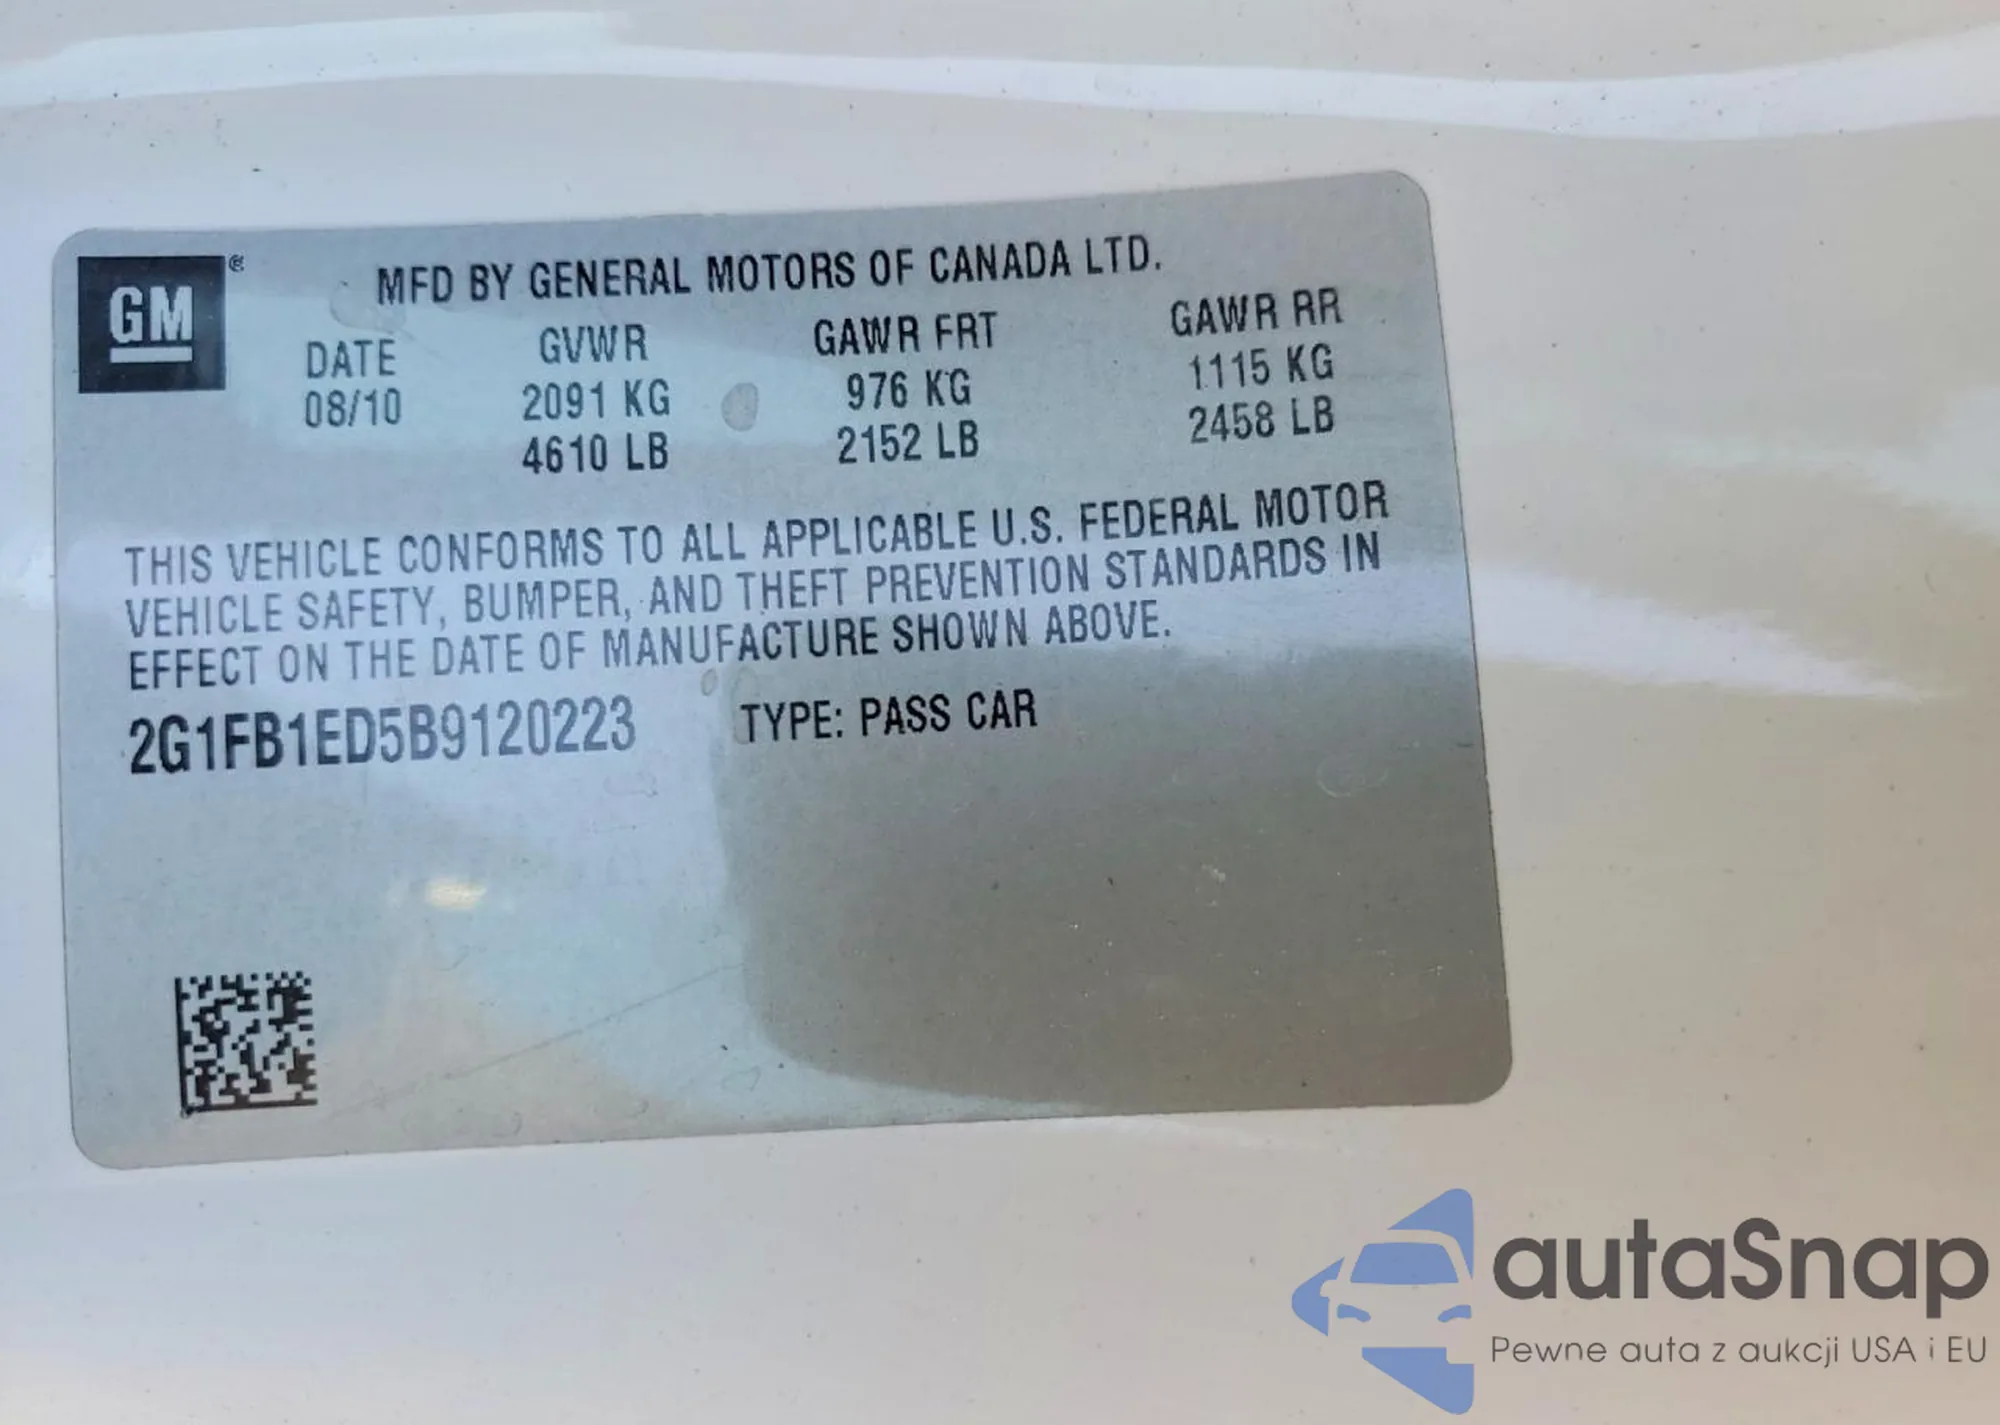 GM ®
MFD BY GENERAL MOTORS OF CANADA LTD.
DATE GVWR GAWR FRT GAWR RR
08/10 2091 KG 976 KG 1115 KG
4610 LB 2152 LB 2458 LB
THIS VEHICLE CONFORMS TO ALL APPLICABLE U.S. FEDERAL MOTOR
VEHICLE SAFETY, BUMPER, AND THEFT PREVENTION STANDARDS IN
EFFECT ON THE DATE OF MANUFACTURE SHOWN ABOVE.
2G1FB1ED5B9120223 TYPE: PASS CAR
autaSnap
Pewne auta z aukcji USA i EU